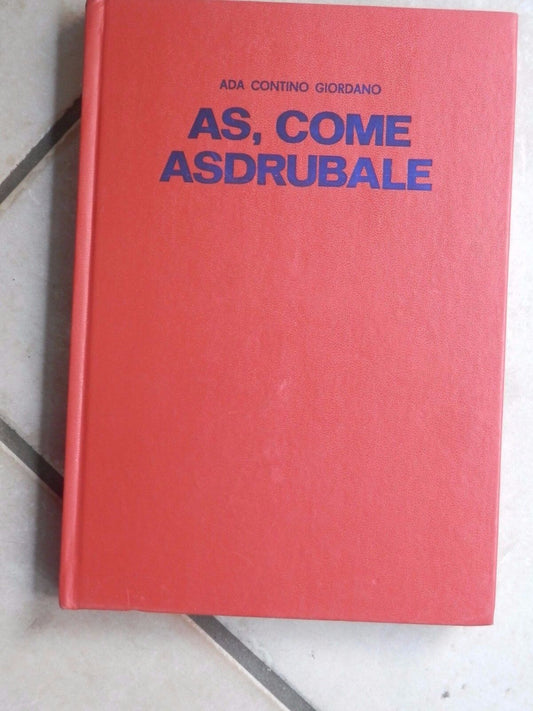 ADA CONTINO GIORDANO
AS, COME
ASDRUBALE